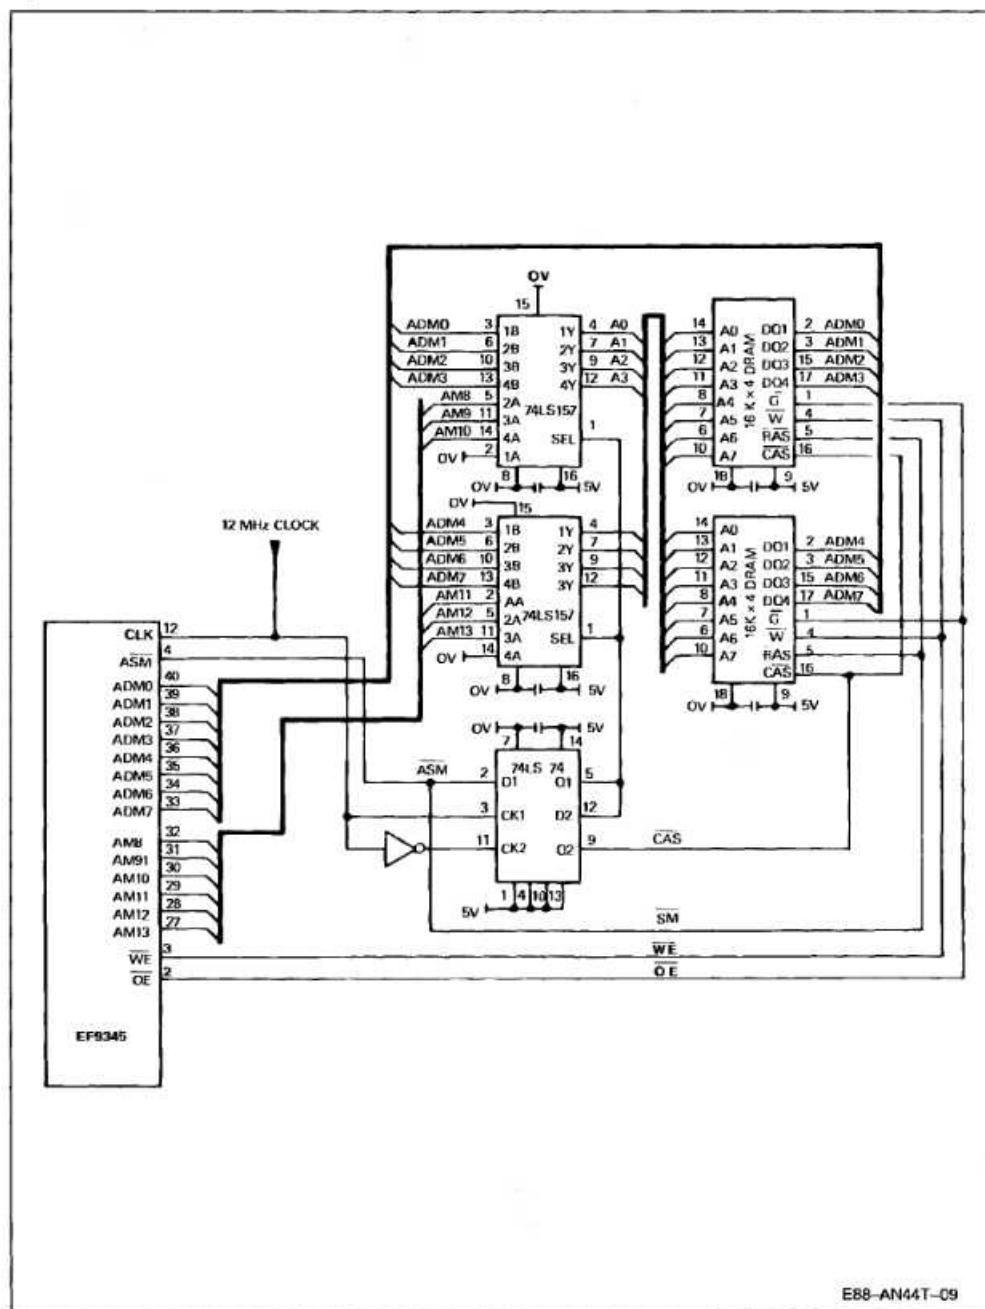 OV
15
ADM0 3 1B 1Y 4 A0
ADM1 6 2B 2Y 7 A1
ADM2 10 3B 3Y 9 A2
ADM3 13 4B 4Y 12 A3
AM8 5 2A
AM9 11 3A 74LS157
AM10 14 4A SEL 1
OV 2 1A
OV 8 16 5V
14 A0 DO1 2 ADM0
13 A1 DO2 3 ADM1
12 A2 DO3 15 ADM2
11 A3 DO4 17 ADM3
8 A4 G 1
7 A5 W 4
6 A6 RAS 5
10 A7 CAS 16
16K×4 DRAM
OV 18 9 5V
OV 15
ADM4 3 1B 1Y 4
ADM5 6 2B 2Y 7
ADM6 10 3B 3Y 9
ADM7 13 4B 3Y 12
AM11 2 AA
AM12 5 2A 74LS157
AM13 11 3A SEL 1
OV 14 4A
OV 8 16 5V
14 A0
13 A1 DO1 2 ADM4
12 A2 DO2 3 ADM5
11 A3 DO3 15 ADM6
8 A4 DO4 17 ADM7
7 A5 G 1
6 A6 W 4
10 A7 RAS 5
CAS 16
16K×4 DRAM
OV 18 9 5V
12 MHz CLOCK
CLK 12
ASM 4
ADM0 40
ADM1 39
ADM2 38
ADM3 37
ADM4 36
ADM5 35
ADM6 34
ADM7 33
AM8 32
AM91 31
AM10 30
AM11 29
AM12 28
AM13 27
WE 3
OE 2
EF9345
OV 7 14 5V
74LS 74
ASM 2 D1 O1 5
3 CK1 D2 12
11 CK2 O2 9 CAS
1 4 10 13
5V
SM
WE
OE
E88-AN44T-09